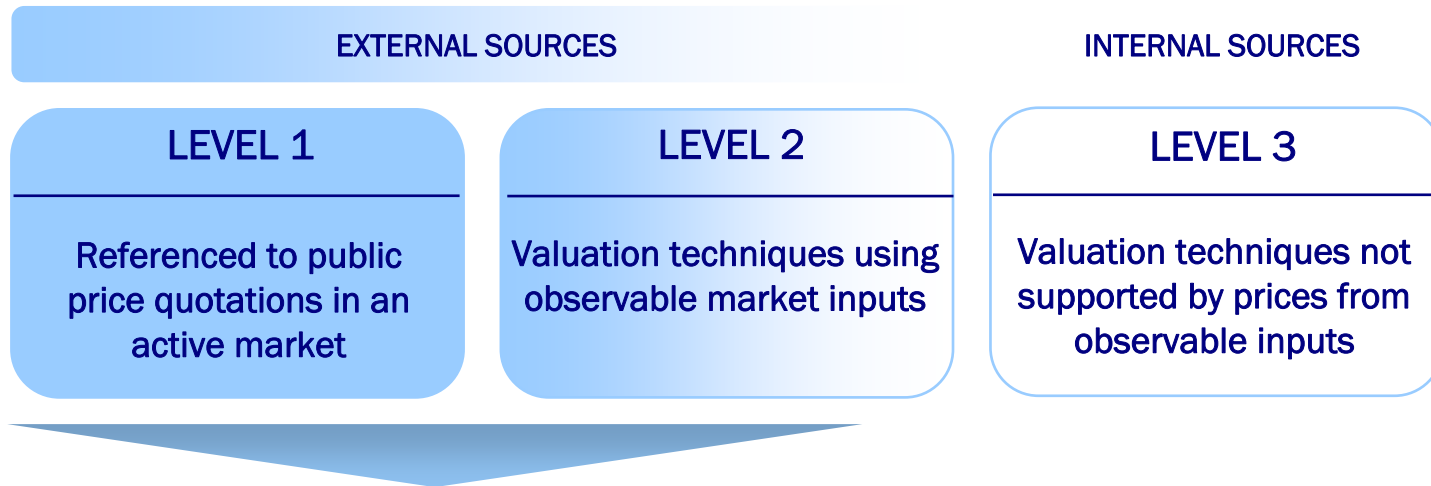 EXTERNAL SOURCES
INTERNAL SOURCES
LEVEL 1
Referenced to public
price quotations in an
active market
LEVEL 2
Valuation techniques using
observable market inputs
LEVEL 3
Valuation techniques not
supported by prices from
observable inputs